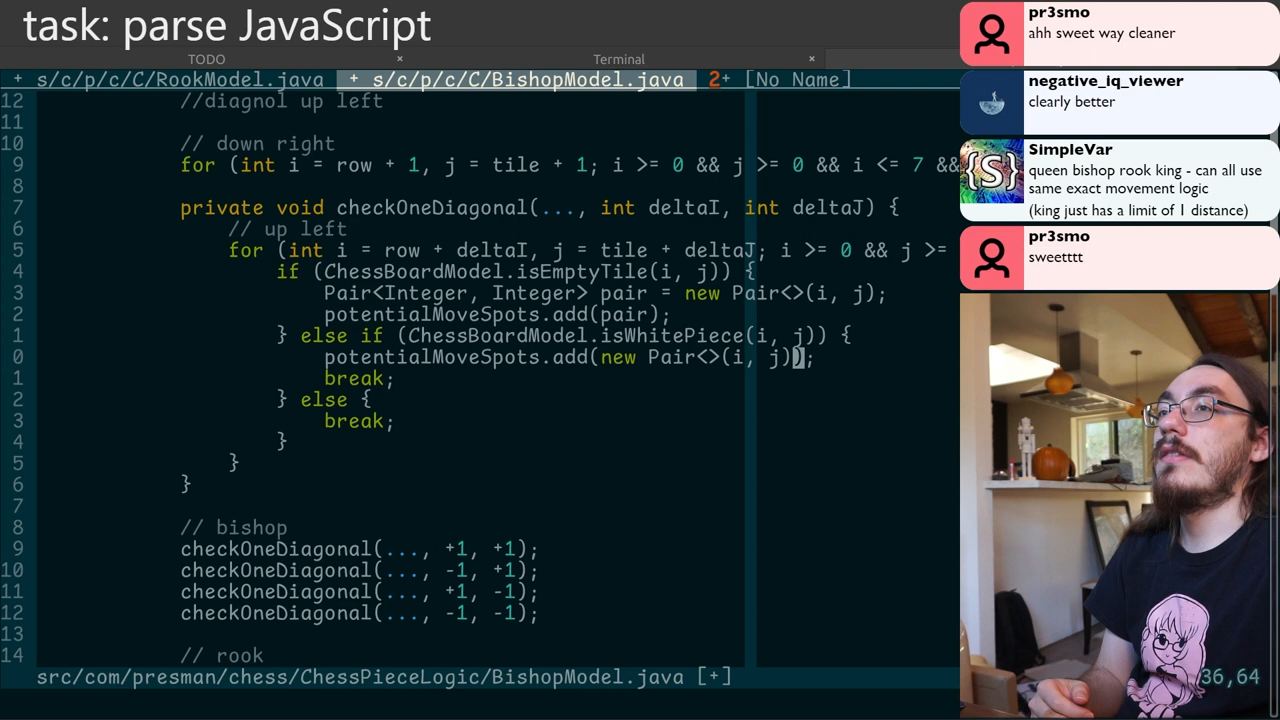 task: parse JavaScript
TODO × Terminal ×
+ s/c/p/c/C/RookModel.java + s/c/p/c/C/BishopModel.java 2+ [No Name]
12 //diagnol up left
11
10 // down right
9 for (int i = row + 1, j = tile + 1; i >= 0 && j >= 0 && i <= 7 &&
8
7 private void checkOneDiagonal(..., int deltaI, int deltaJ) {
6 // up left
5 for (int i = row + deltaI, j = tile + deltaJ; i >= 0 && j >=
4 if (ChessBoardModel.isEmptyTile(i, j)) {
3 Pair<Integer, Integer> pair = new Pair<>(i, j);
2 potentialMoveSpots.add(pair);
1 } else if (ChessBoardModel.isWhitePiece(i, j)) {
0 potentialMoveSpots.add(new Pair<>(i, j));
1 break;
2 } else {
3 break;
4 }
5 }
6 }
7
8 // bishop
9 checkOneDiagonal(..., +1, +1);
10 checkOneDiagonal(..., -1, +1);
11 checkOneDiagonal(..., +1, -1);
12 checkOneDiagonal(..., -1, -1);
13
14 // rook
src/com/presman/chess/ChessPieceLogic/BishopModel.java [+]
36,64
pr3smo
ahh sweet way cleaner
negative_iq_viewer
clearly better
{S}
SimpleVar
queen bishop rook king - can all use
same exact movement logic
(king just has a limit of 1 distance)
pr3smo
sweetttt